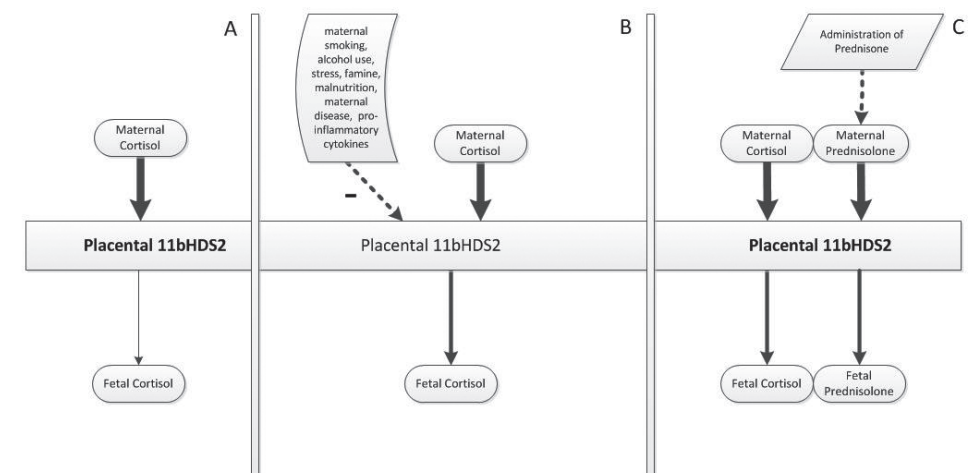 A
Maternal
Cortisol
Placental 11bHDS2
Fetal Cortisol
B
maternal
smoking,
alcohol use,
stress, famine,
malnutrition,
maternal
disease, pro-
inflammatory
cytokines
–
Maternal
Cortisol
Placental 11bHDS2
Fetal Cortisol
C
Administration of
Prednisone
Maternal
Cortisol
Maternal
Prednisolone
Placental 11bHDS2
Fetal Cortisol
Fetal
Prednisolone